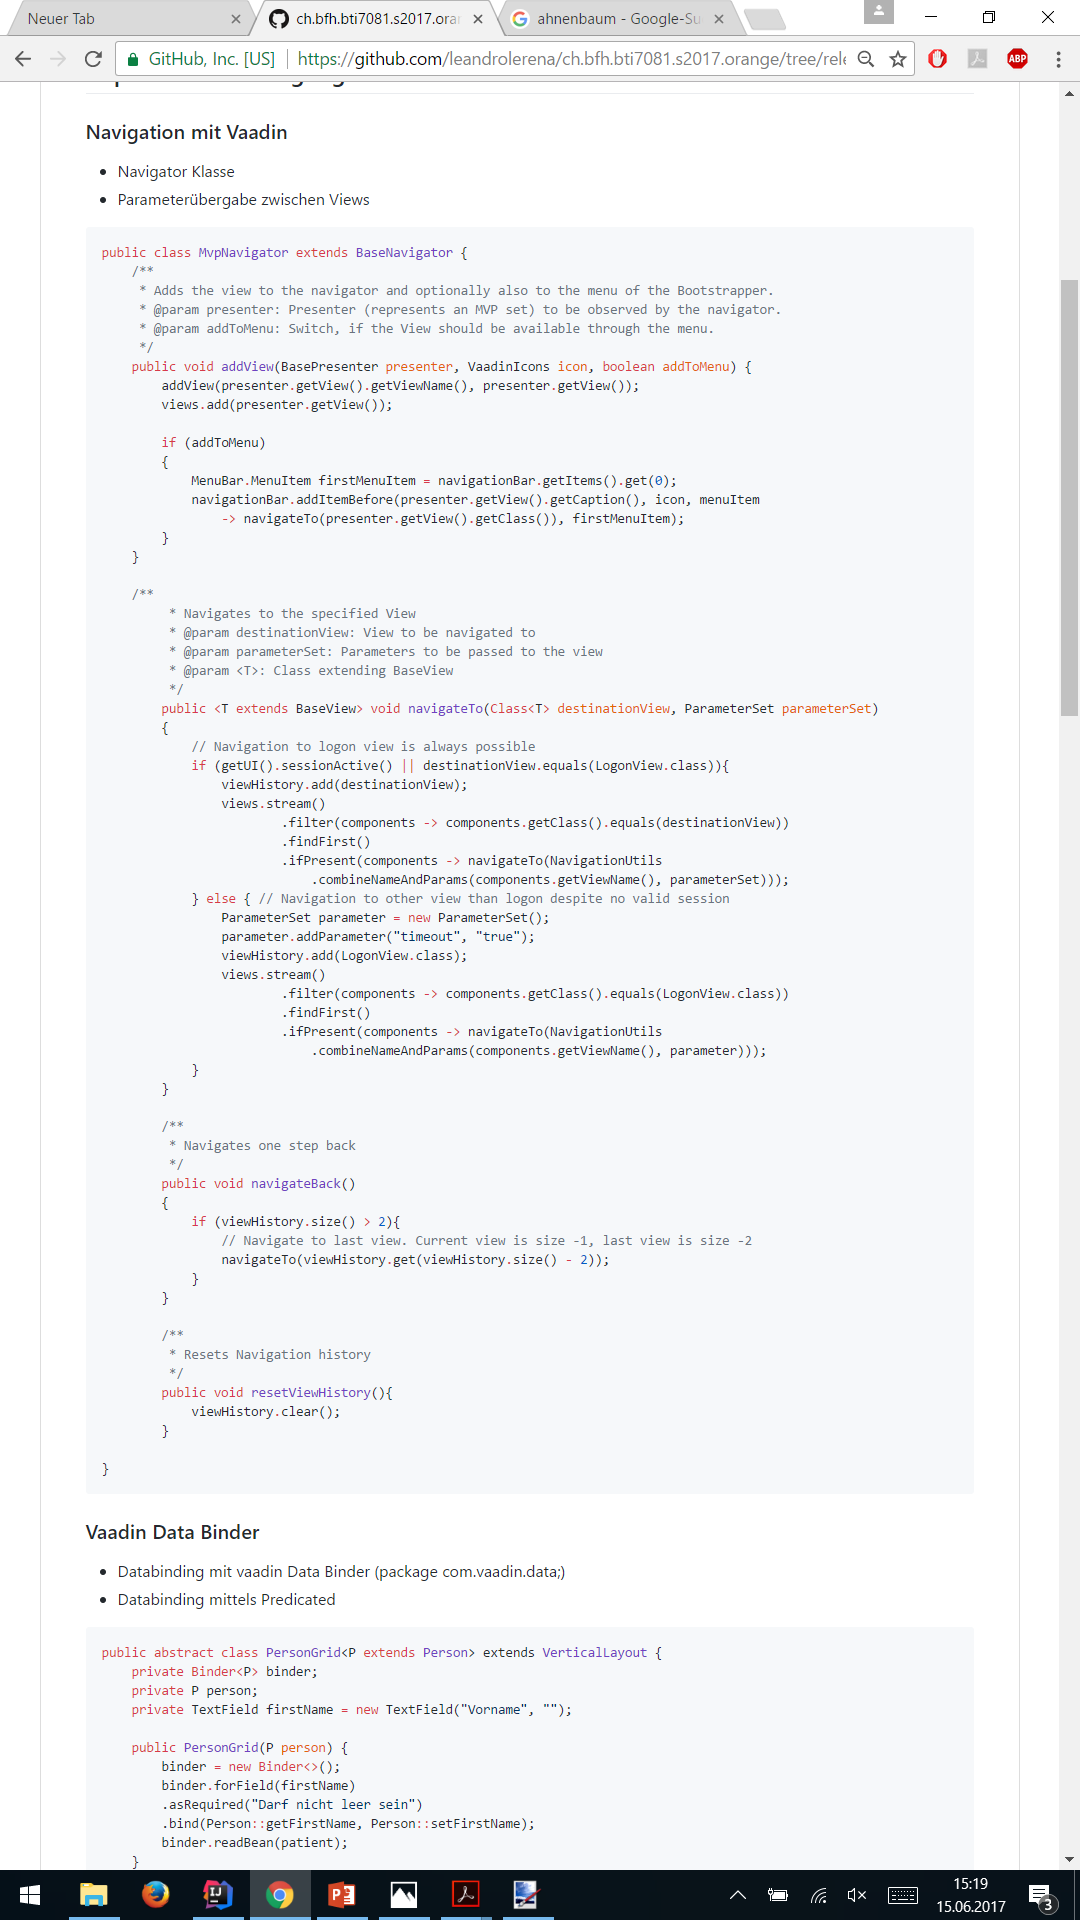 Neuer Tab
ch.bfh.bti7081.s2017.orar
ahnenbaum - Google-Su
GitHub, Inc. [US]
https://github.com/leandrolerena/ch.bfh.bti7081.s2017.orange/tree/rele
ABP
Navigation mit Vaadin
• Navigator Klasse
• Parameterübergabe zwischen Views
public class MvpNavigator extends BaseNavigator {
/**
* Adds the view to the navigator and optionally also to the menu of the Bootstrapper.
* @param presenter: Presenter (represents an MVP set) to be observed by the navigator.
* @param addToMenu: Switch, if the View should be available through the menu.
*/
public void addView(BasePresenter presenter, VaadinIcons icon, boolean addToMenu) {
addView(presenter.getView().getViewName(), presenter.getView());
views.add(presenter.getView());
if (addToMenu)
{
MenuBar.MenuItem firstMenuItem = navigationBar.getItems().get(0);
navigationBar.addItemBefore(presenter.getView().getCaption(), icon, menuItem
-> navigateTo(presenter.getView().getClass()), firstMenuItem);
}
}
/**
* Navigates to the specified View
* @param destinationView: View to be navigated to
* @param parameterSet: Parameters to be passed to the view
* @param <T>: Class extending BaseView
*/
public <T extends BaseView> void navigateTo(Class<T> destinationView, ParameterSet parameterSet)
{
// Navigation to logon view is always possible
if (getUI().sessionActive() || destinationView.equals(LogonView.class)){
viewHistory.add(destinationView);
views.stream()
.filter(components -> components.getClass().equals(destinationView))
.findFirst()
.ifPresent(components -> navigateTo(NavigationUtils
.combineNameAndParams(components.getViewName(), parameterSet)));
} else { // Navigation to other view than logon despite no valid session
ParameterSet parameter = new ParameterSet();
parameter.addParameter("timeout", "true");
viewHistory.add(LogonView.class);
views.stream()
.filter(components -> components.getClass().equals(LogonView.class))
.findFirst()
.ifPresent(components -> navigateTo(NavigationUtils
.combineNameAndParams(components.getViewName(), parameter)));
}
}
/**
* Navigates one step back
*/
public void navigateBack()
{
if (viewHistory.size() > 2){
// Navigate to last view. Current view is size -1, last view is size -2
navigateTo(viewHistory.get(viewHistory.size() - 2));
}
}
/**
* Resets Navigation history
*/
public void resetViewHistory(){
viewHistory.clear();
}
}
Vaadin Data Binder
• Databinding mit vaadin Data Binder (package com.vaadin.data;)
• Databinding mittels Predicated
public abstract class PersonGrid<P extends Person> extends VerticalLayout {
private Binder<P> binder;
private P person;
private TextField firstName = new TextField("Vorname", "");
public PersonGrid(P person) {
binder = new Binder<>();
binder.forField(firstName)
.asRequired("Darf nicht leer sein")
.bind(Person::getFirstName, Person::setFirstName);
binder.readBean(patient);
}
15:19
15.06.2017
3